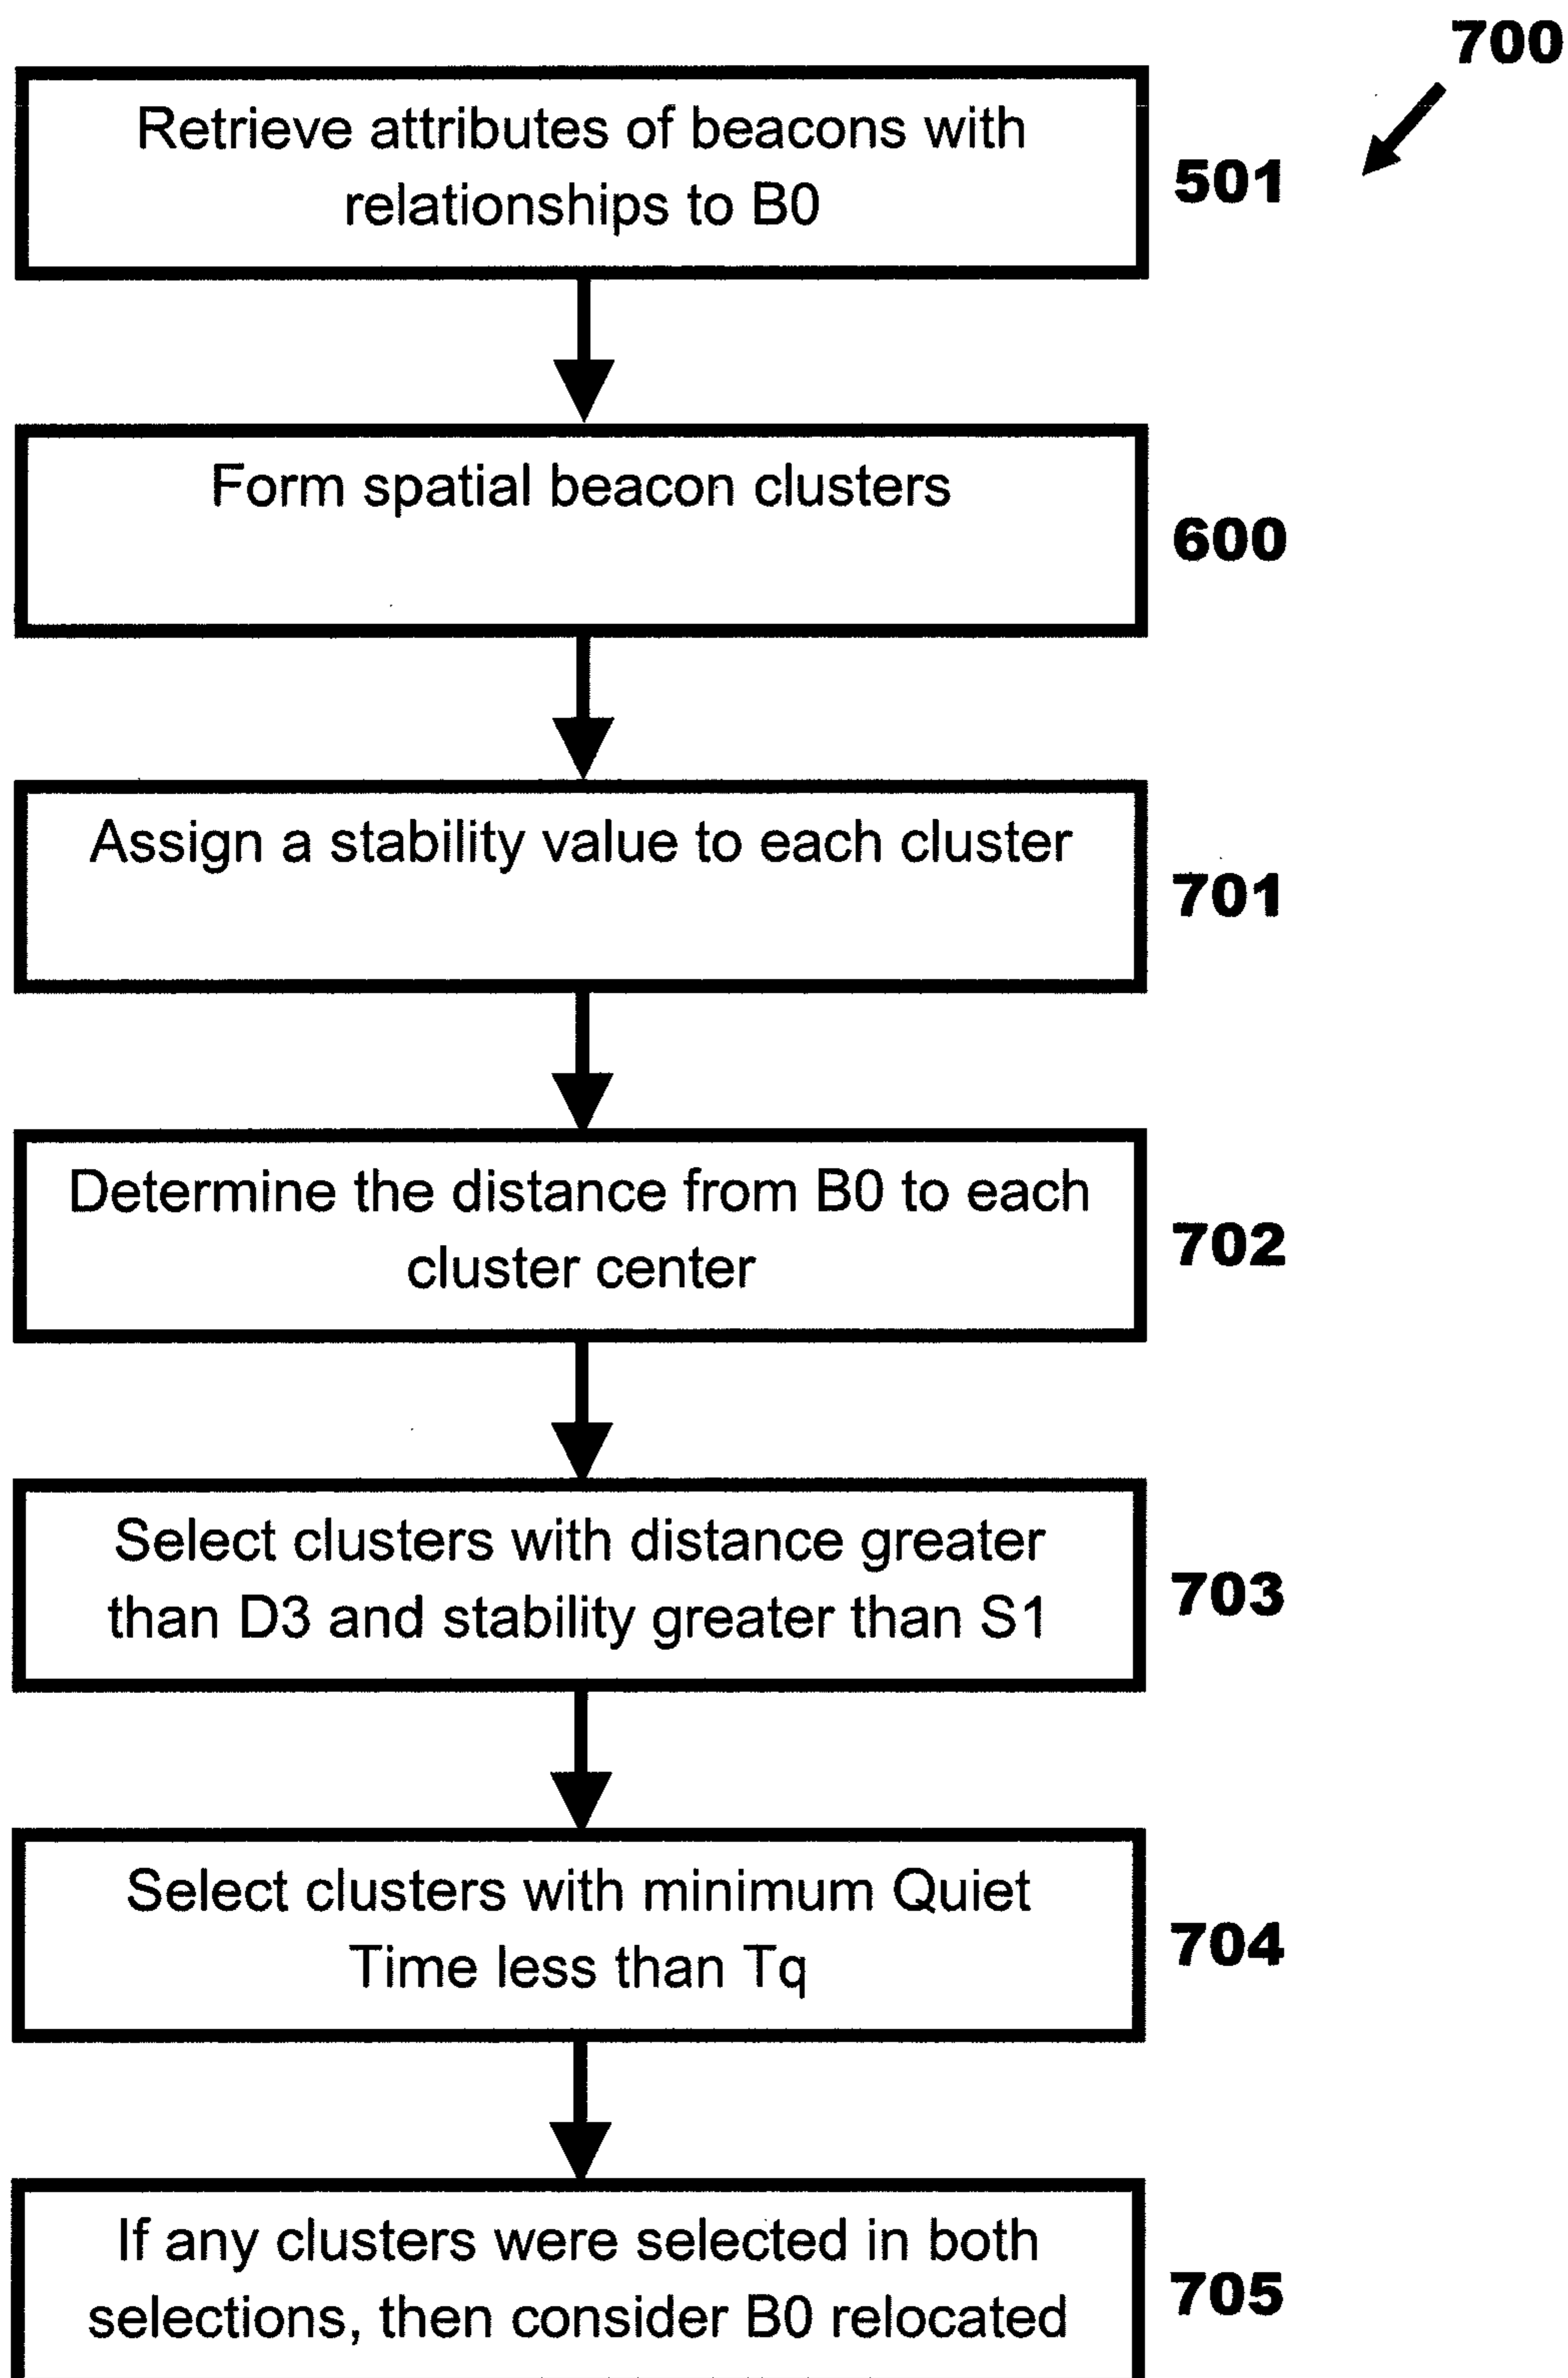 700
Retrieve attributes of beacons with
relationships to B0
501
Form spatial beacon clusters
600
Assign a stability value to each cluster
701
Determine the distance from B0 to each
cluster center
702
Select clusters with distance greater
than D3 and stability greater than S1
703
Select clusters with minimum Quiet
Time less than Tq
704
If any clusters were selected in both
selections, then consider B0 relocated
705